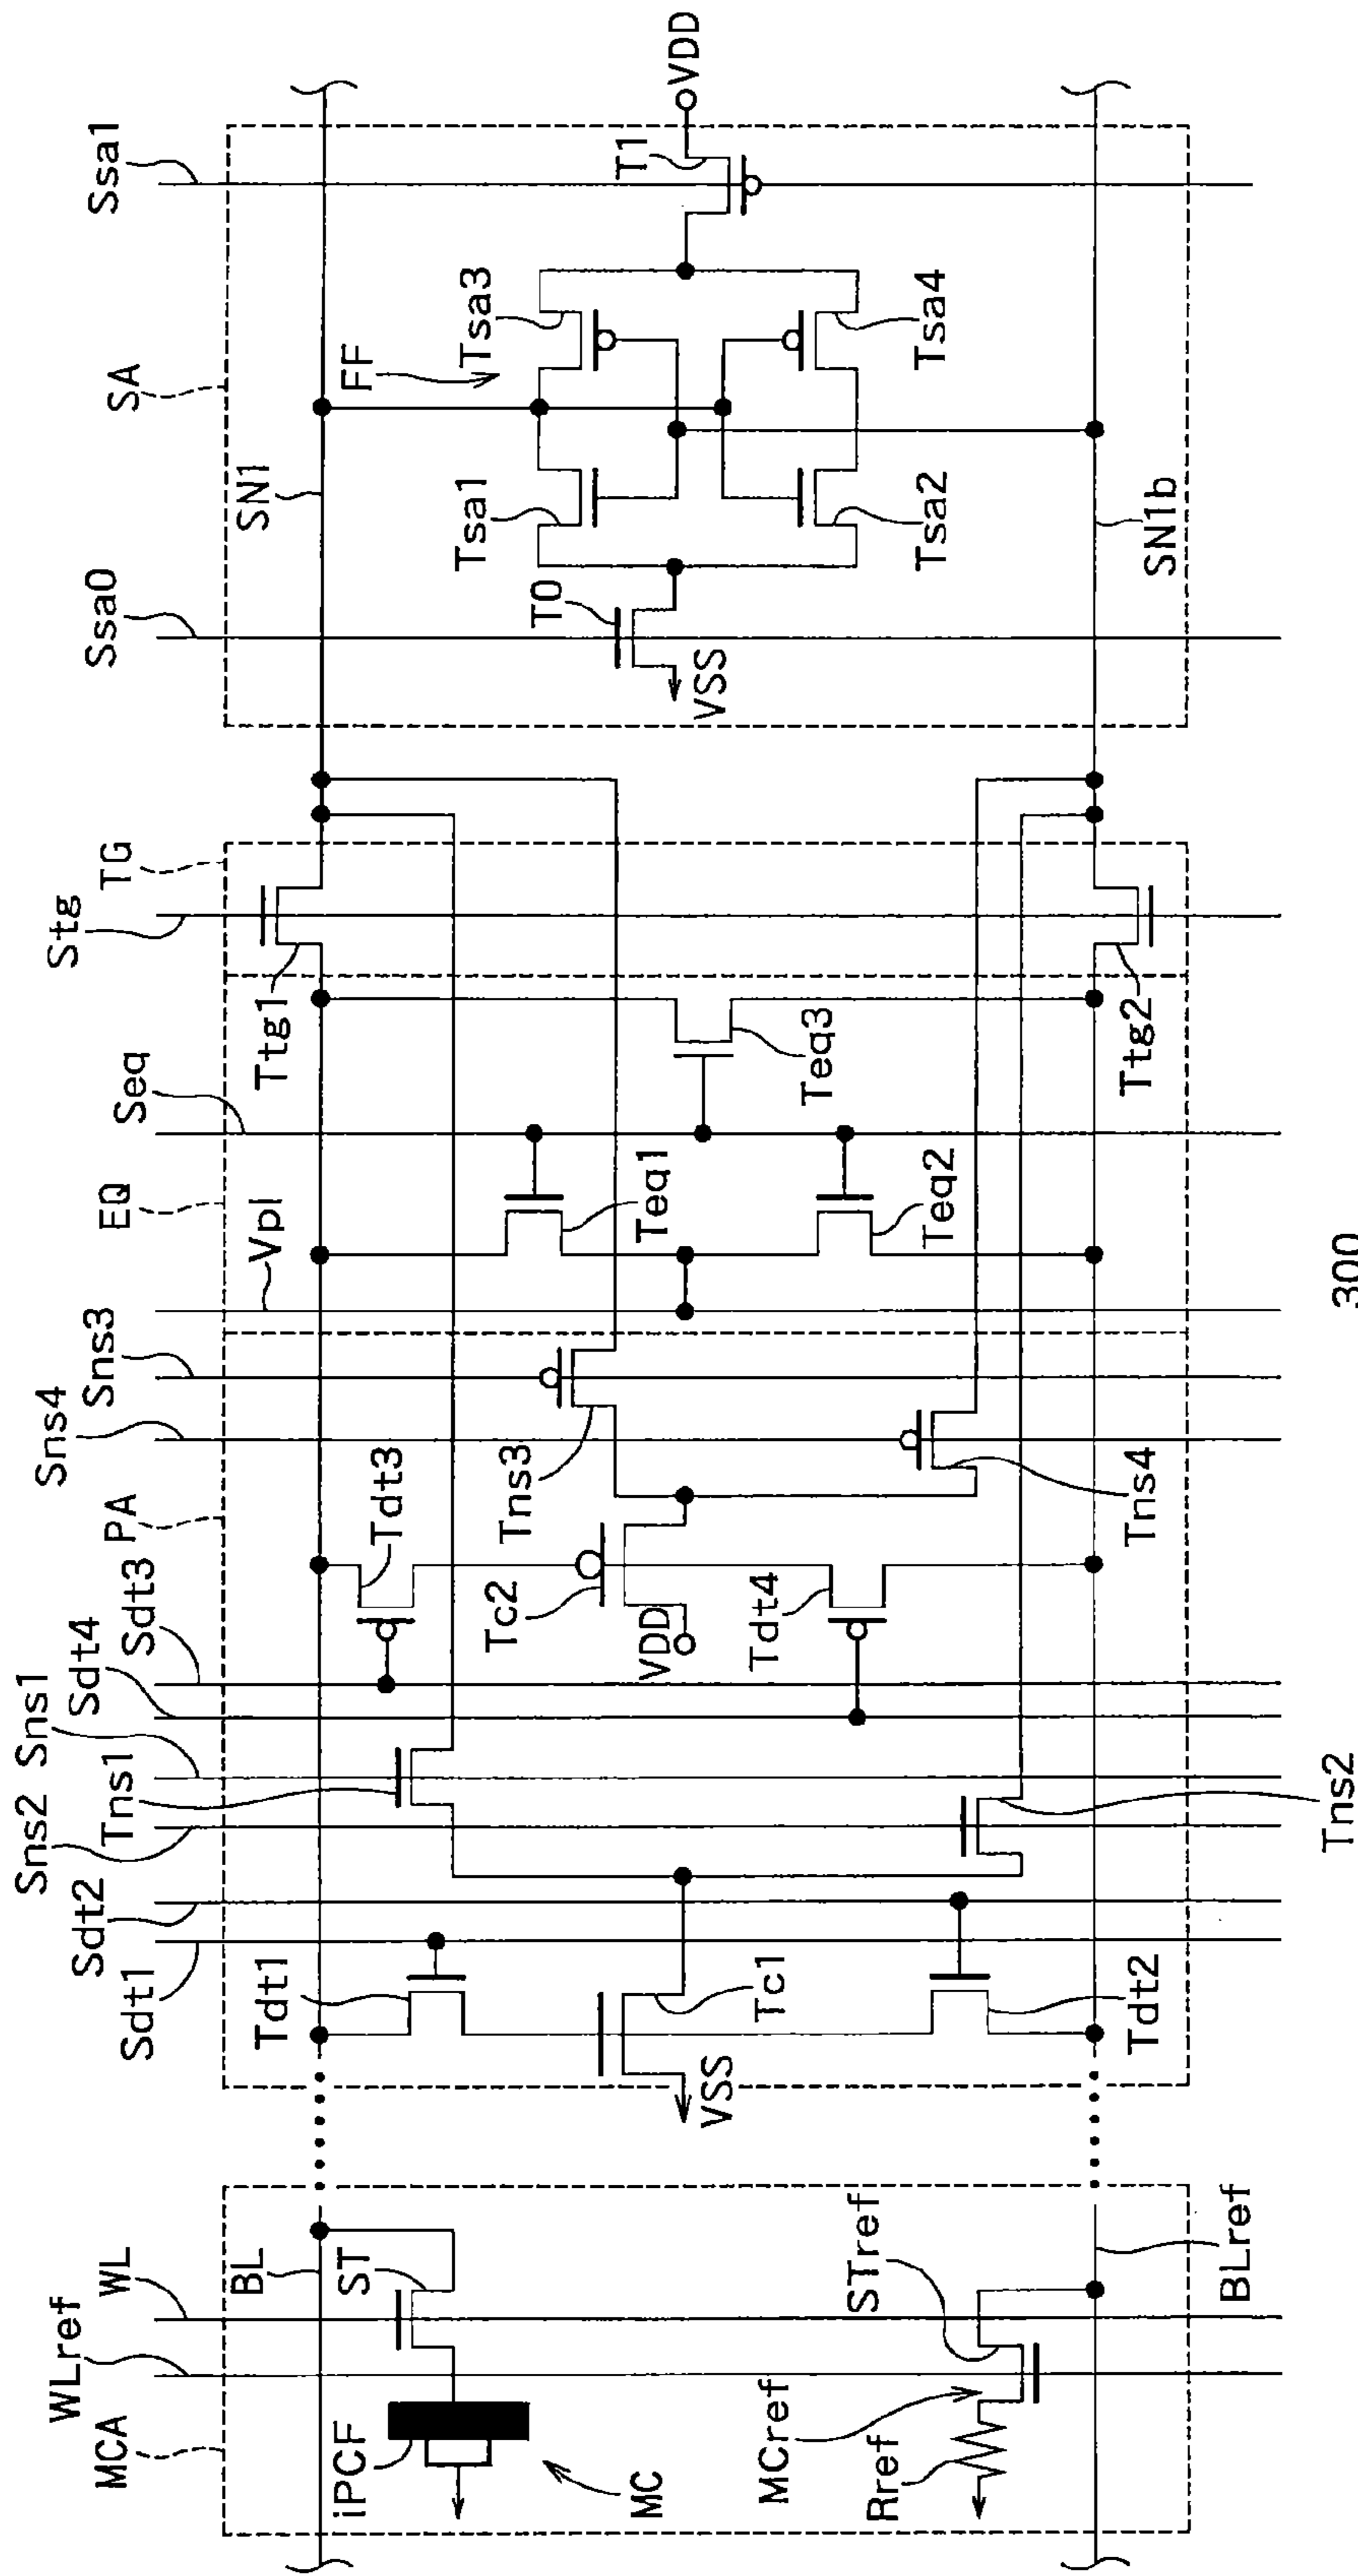 MCA
WLref
WL
BL
ST
iPCF
MC
MCref
STref
Rref
BLref
Sdt1
Sdt2
Sns2
Tns1
Sns1
Sdt4
Sdt3
PA
Sns4
Sns3
Tdt1
Tc1
VSS
Tdt2
Tns2
Tdt3
Tc2
VDD
Tdt4
Tns3
Tns4
EQ
Vpl
Seq
Teq1
Teq2
Teq3
Stg
TG
Ttg1
Ttg2
Ssa0
SA
Ssa1
SN1
FF
T0
VSS
Tsa1
Tsa3
Tsa2
Tsa4
T1
VDD
SN1b
300